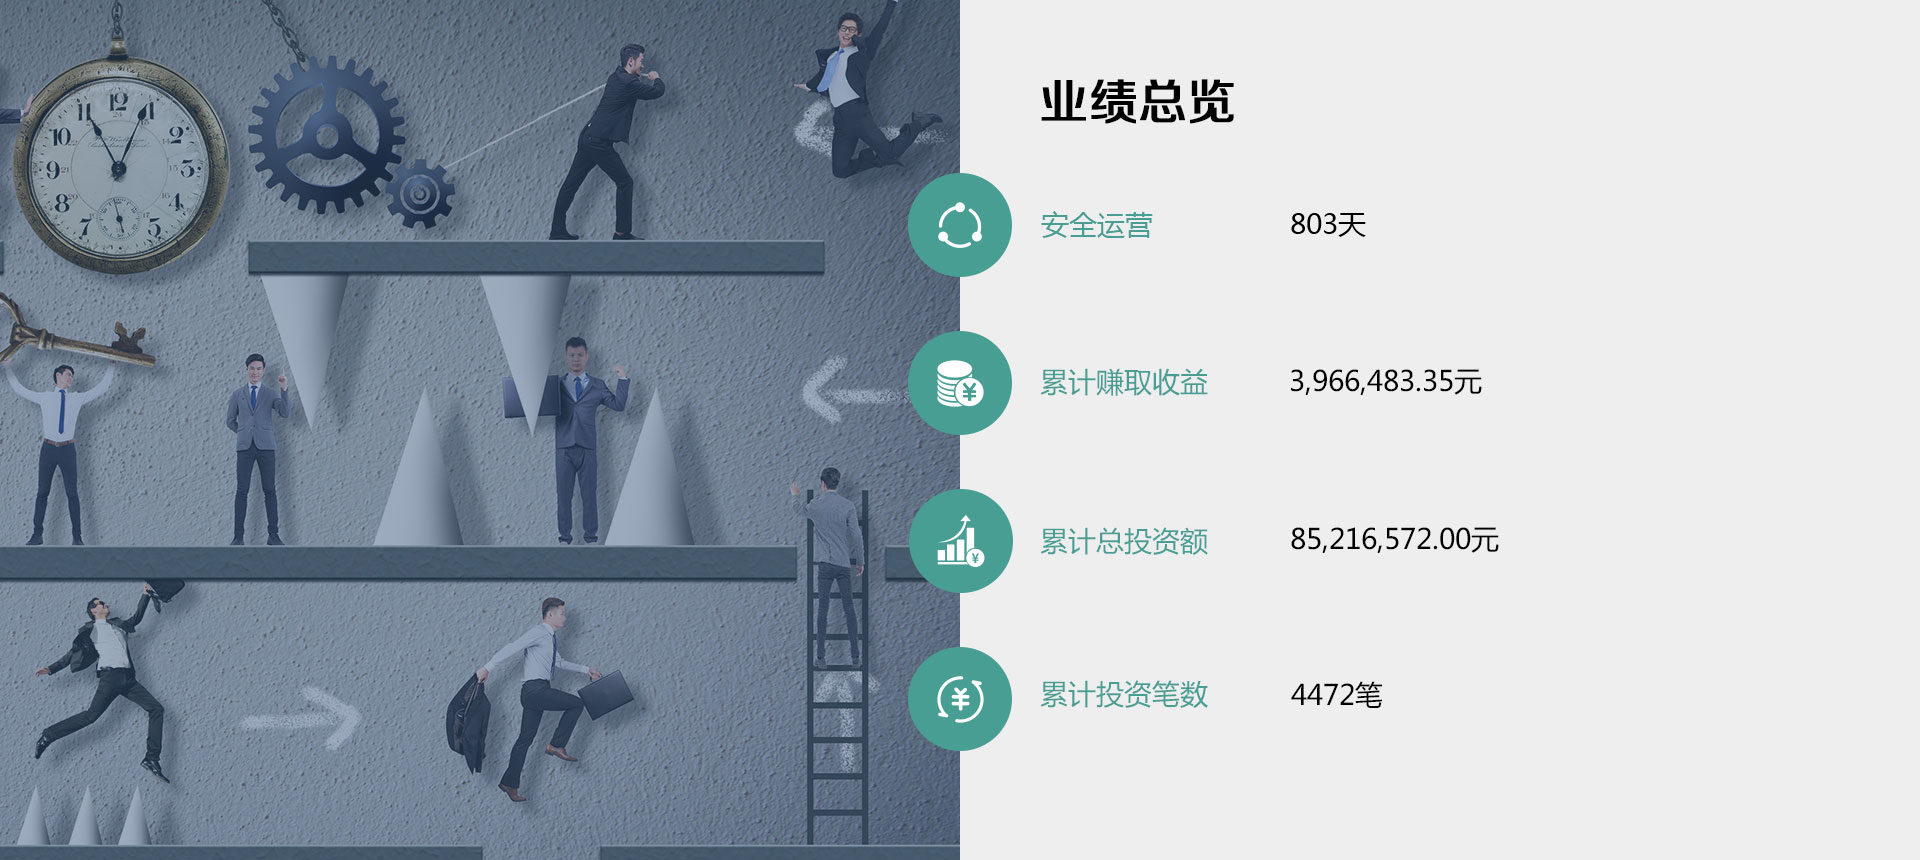 业绩总览
安全运营 803天
累计赚取收益 3,966,483.35元
累计总投资额 85,216,572.00元
累计投资笔数 4472笔